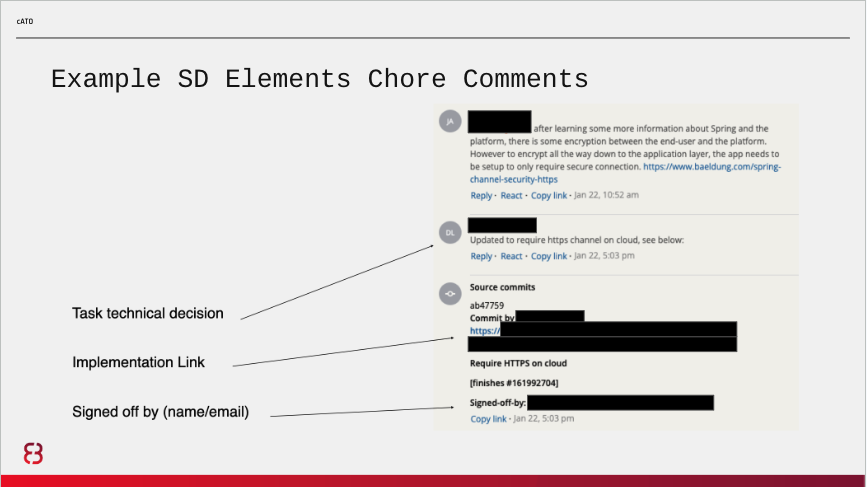 cATO
Example SD Elements Chore Comments
JA
after learning some more information about Spring and the
platform, there is some encryption between the end-user and the platform.
However to encrypt all the way down to the application layer, the app needs to
be setup to only require secure connection. https://www.baeldung.com/spring-
channel-security-https
Reply · React · Copy link · Jan 22, 10:52 am
DL
Updated to require https channel on cloud, see below:
Reply · React · Copy link · Jan 22, 5:03 pm
Source commits
ab47759
Commit by
https://
Require HTTPS on cloud
[finishes #161992704]
Signed-off-by:
Copy link · Jan 22, 5:03 pm
Task technical decision
Implementation Link
Signed off by (name/email)